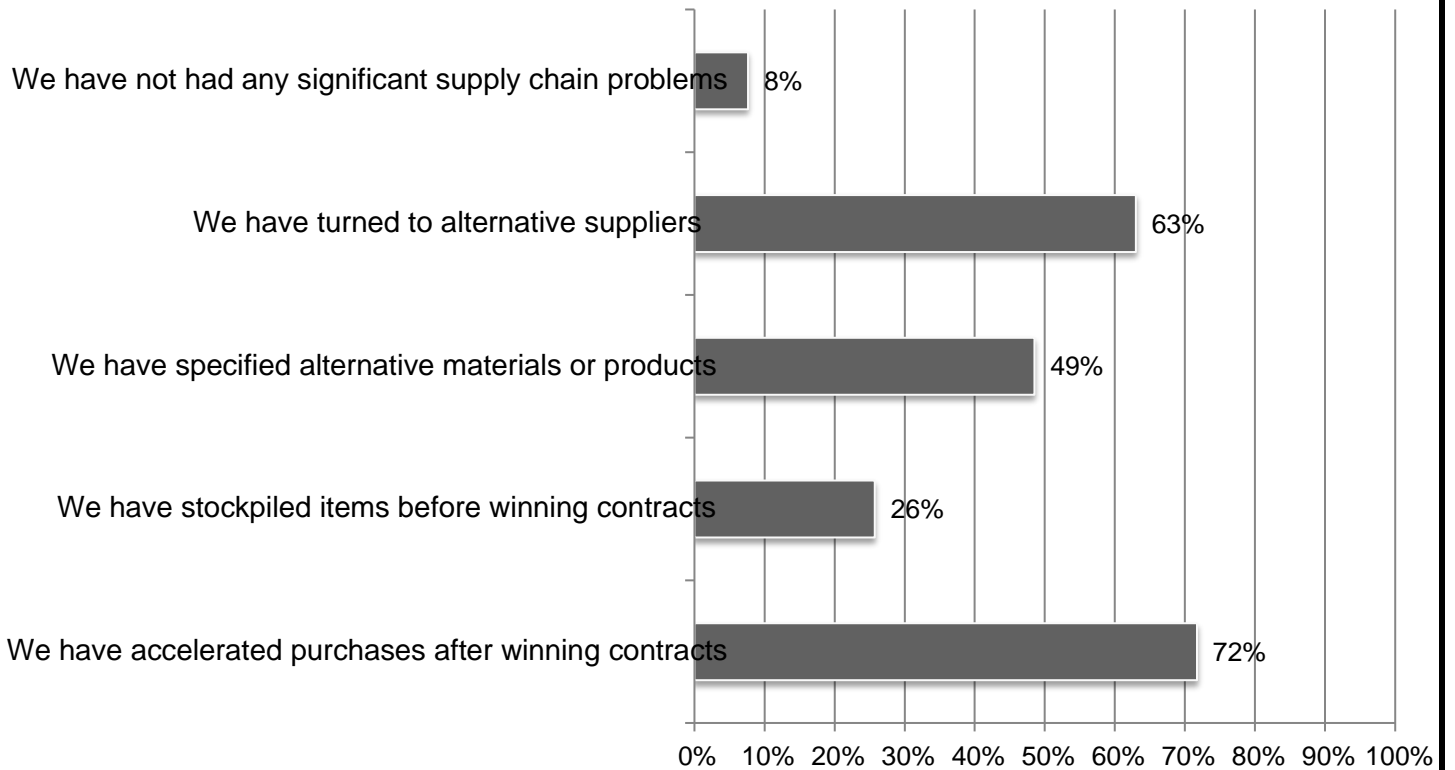 We have not had any significant supply chain problems 8%
We have turned to alternative suppliers 63%
We have specified alternative materials or products 49%
We have stockpiled items before winning contracts 26%
We have accelerated purchases after winning contracts 72%
0% 10% 20% 30% 40% 50% 60% 70% 80% 90% 100%